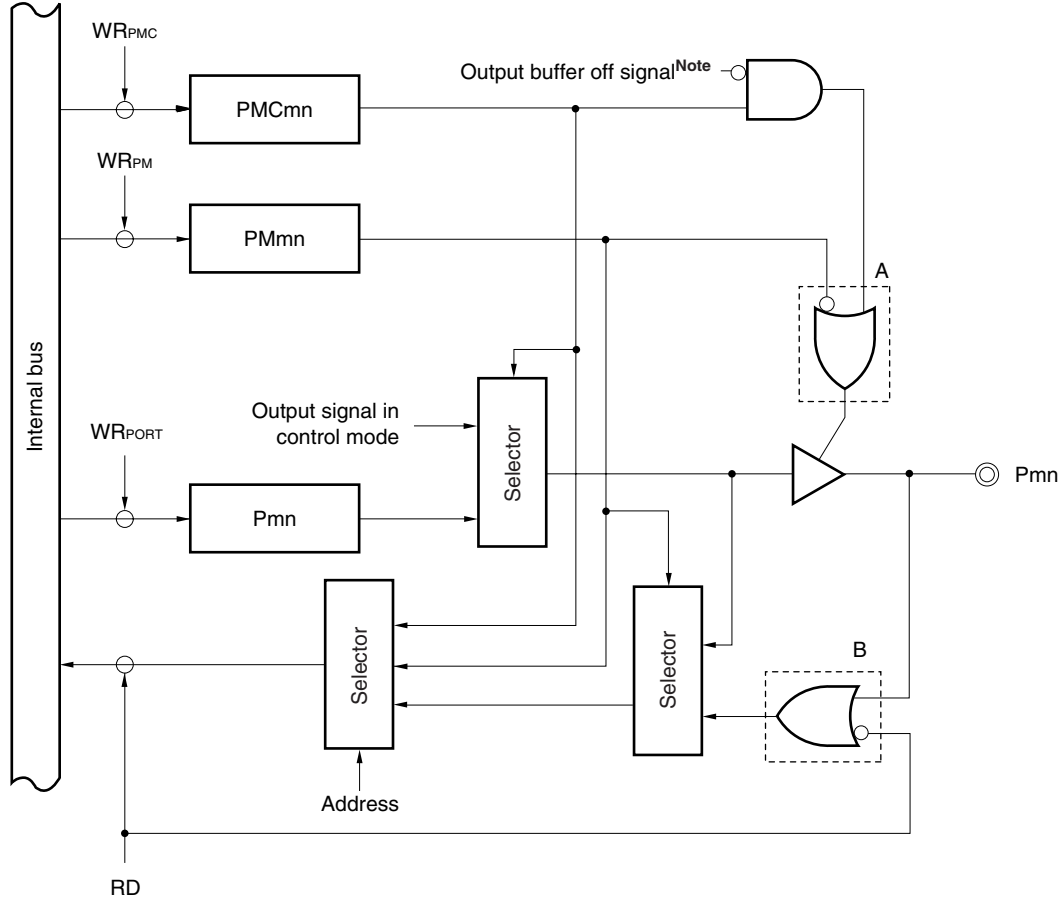 WRPMC
Output buffer off signalNote
PMCmn
WRPM
PMmn
A
Internal bus
Output signal in
control mode
Selector
WRPORT
Pmn
Pmn
Selector
Selector
B
Address
RD